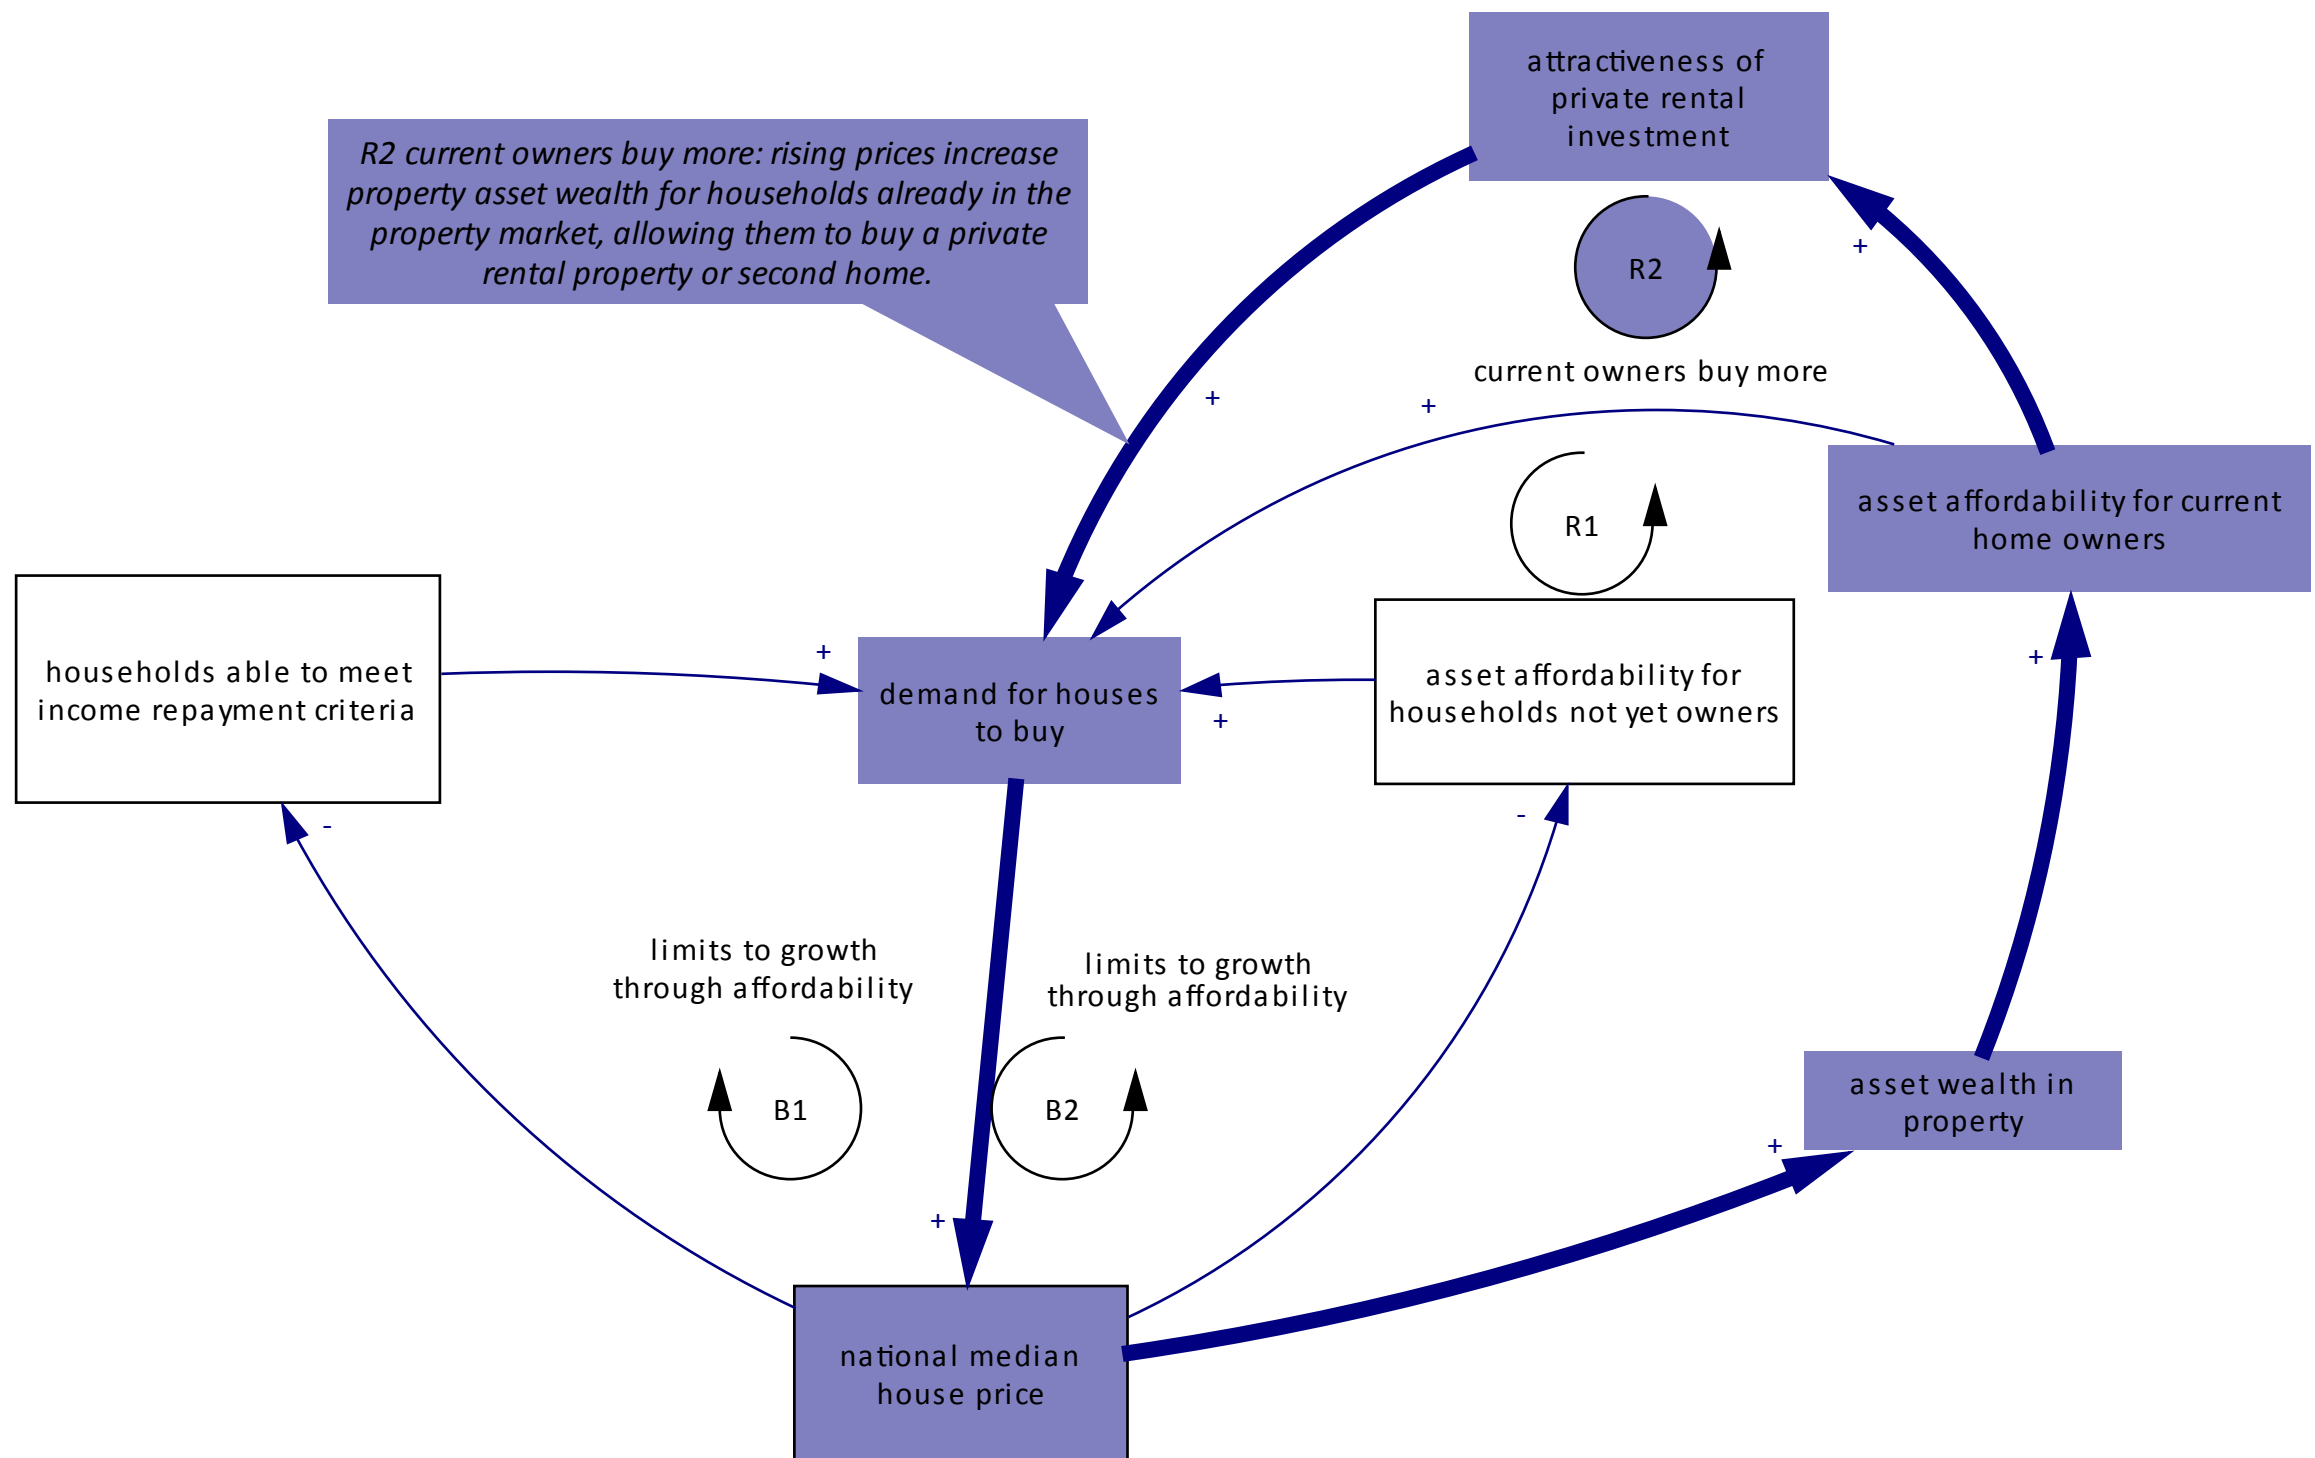 attractiveness of
private rental
investment
R2 current owners buy more: rising prices increase
property asset wealth for households already in the
property market, allowing them to buy a private
rental property or second home.
+
R2
current owners buy more
+
+
R1
asset affordability for current
home owners
households able to meet
income repayment criteria
+
demand for houses
to buy
+
asset affordability for
households not yet owners
+
-
-
limits to growth
through affordability
limits to growth
through affordability
B1
B2
asset wealth in
property
+
+
national median
house price